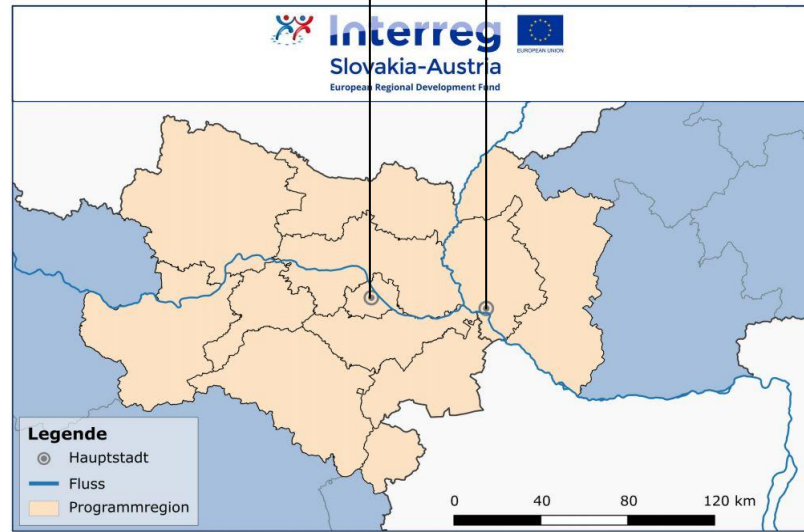 Interreg
EUROPEAN UNION
Slovakia-Austria
European Regional Development Fund
Legende
Hauptstadt
Fluss
Programmregion
0 40 80 120 km